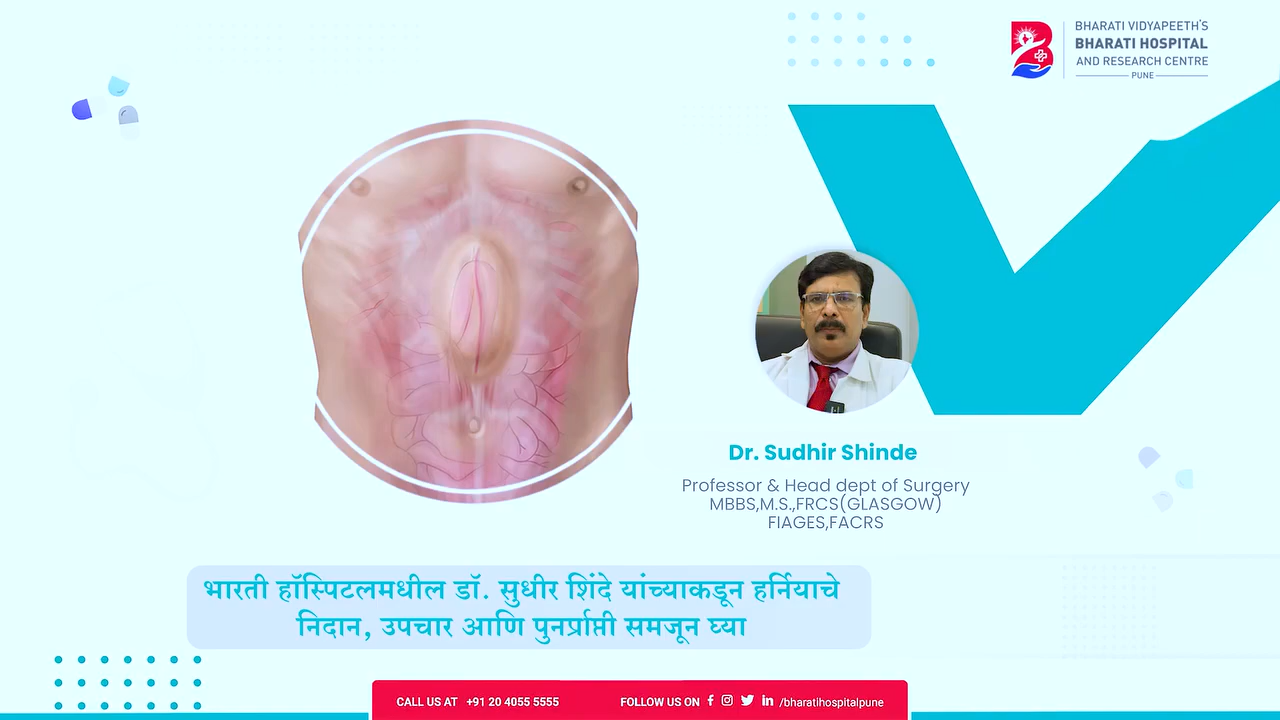 BHARATI VIDYAPEETH'S
BHARATI HOSPITAL
AND RESEARCH CENTRE
PUNE
Dr. Sudhir Shinde
Professor & Head dept of Surgery
MBBS,M.S.,FRCS(GLASGOW)
FIAGES,FACRS
भारती हॉस्पिटलमधील डॉ. सुधीर शिंदे यांच्याकडून हर्नियाचे
निदान, उपचार आणि पुनर्प्राप्ती समजून घ्या
CALL US AT +91 20 4055 5555
FOLLOW US ON /bharatihospitalpune